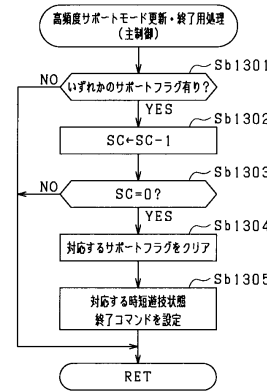 高頻度サポートモード更新・終了用処理
(主制御)
Sb1301
いずれかのサポートフラグ有り?
NO
YES
Sb1302
SC←SC-1
Sb1303
SC=0?
NO
YES
Sb1304
対応するサポートフラグをクリア
Sb1305
対応する時短遊技状態
終了コマンドを設定
RET